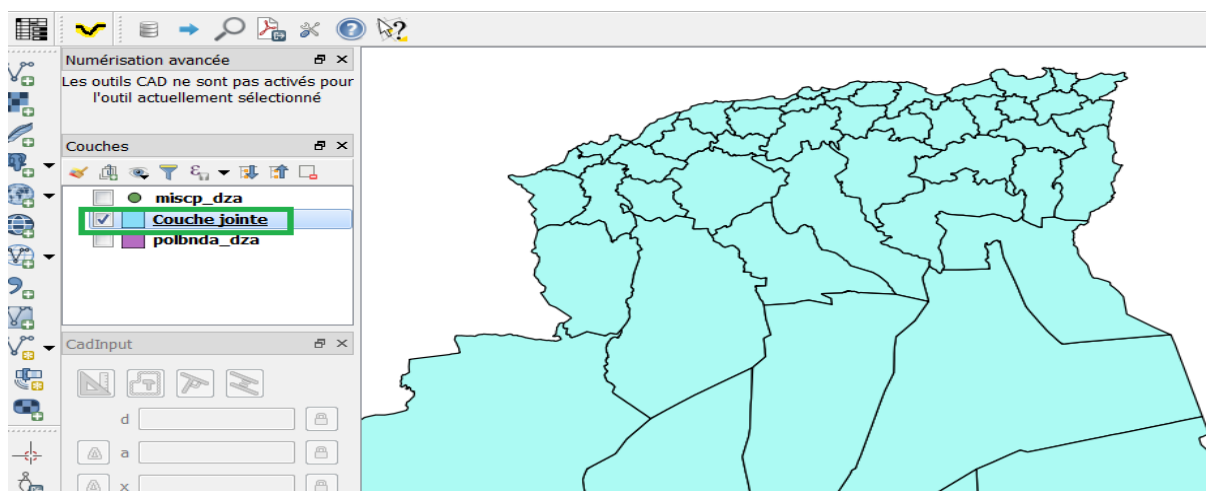 Numérisation avancée
Les outils CAD ne sont pas activés pour
l'outil actuellement sélectionné
Couches
miscp_dza
Couche jointe
polbnda_dza
CadInput
d
a
x